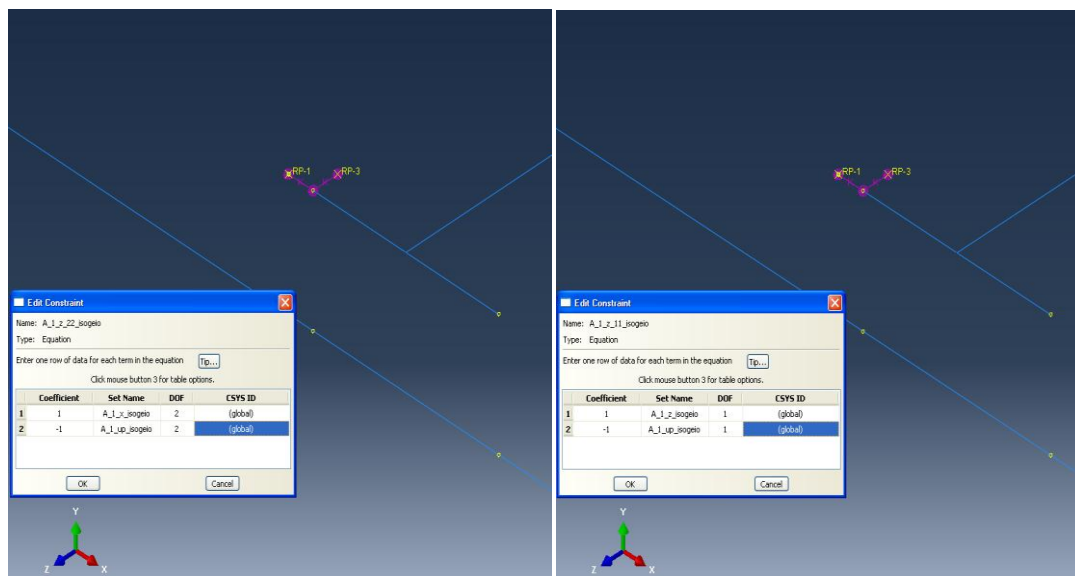 RP-1 RP-3
Edit Constraint
Name: A_1_z_22_isogeio
Type: Equation
Enter one row of data for each term in the equation Tip...
Click mouse button 3 for table options.
Coefficient Set Name DOF CSYS ID
1 1 A_1_x_isogeio 2 (global)
2 -1 A_1_up_isogeio 2 (global)
OK Cancel
Y
Z X
RP-1 RP-3
Edit Constraint
Name: A_1_z_11_isogeio
Type: Equation
Enter one row of data for each term in the equation Tip...
Click mouse button 3 for table options.
Coefficient Set Name DOF CSYS ID
1 1 A_1_z_isogeio 1 (global)
2 -1 A_1_up_isogeio 1 (global)
OK Cancel
Y
Z X